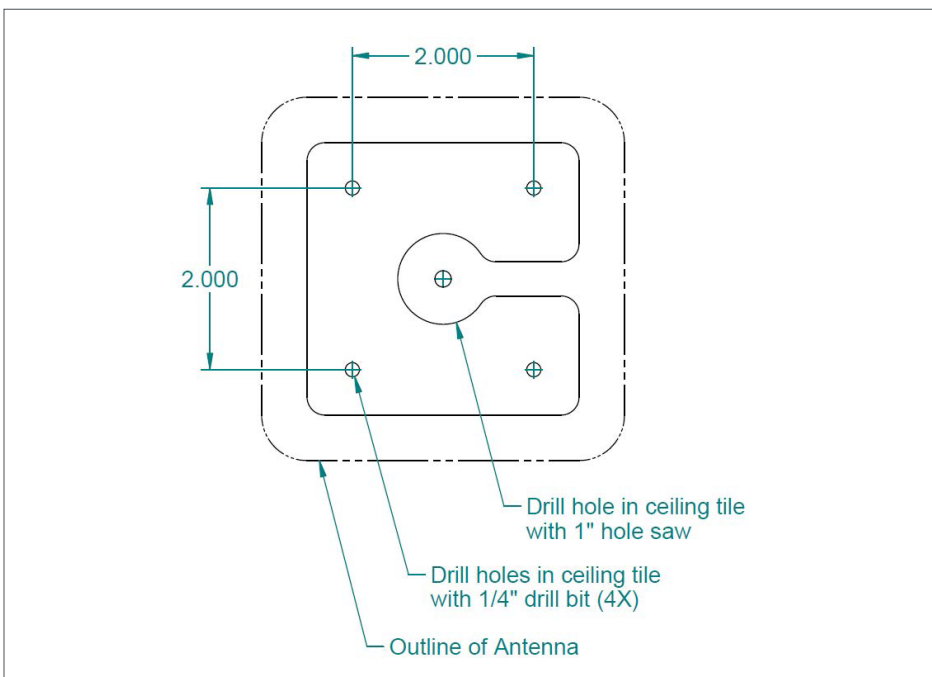 2.000
2.000
Drill hole in ceiling tile
with 1" hole saw
Drill holes in ceiling tile
with 1/4" drill bit (4X)
Outline of Antenna